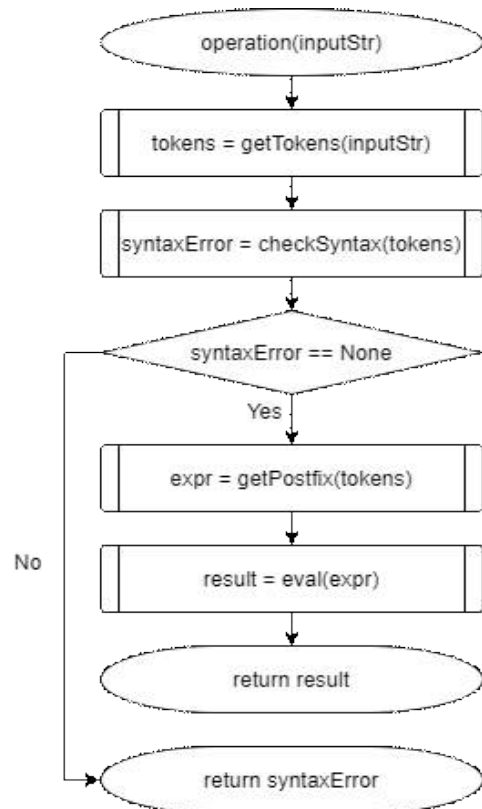 operation(inputStr)
tokens = getTokens(inputStr)
syntaxError = checkSyntax(tokens)
syntaxError == None
Yes
expr = getPostfix(tokens)
No
result = eval(expr)
return result
return syntaxError